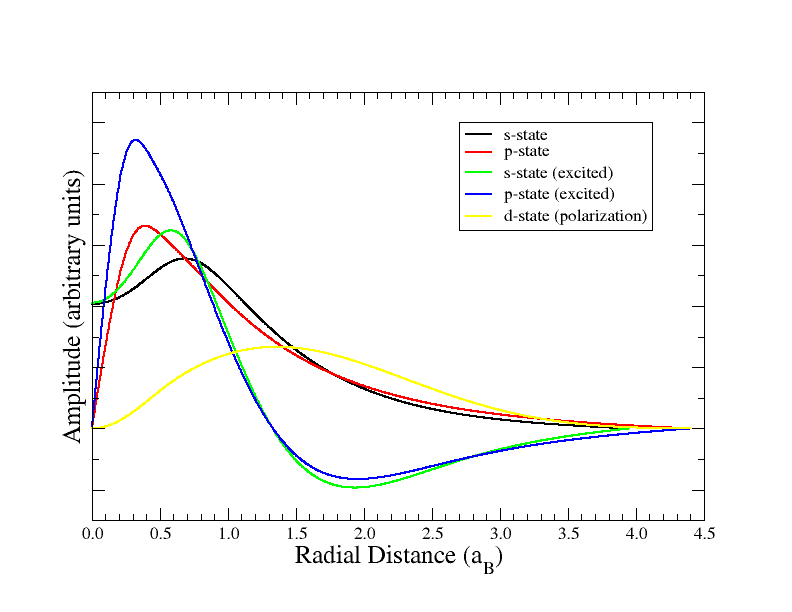 s-state
p-state
s-state (excited)
p-state (excited)
d-state (polarization)
Amplitude (arbitrary units)
0.0 0.5 1.0 1.5 2.0 2.5 3.0 3.5 4.0 4.5
Radial Distance (a_B)